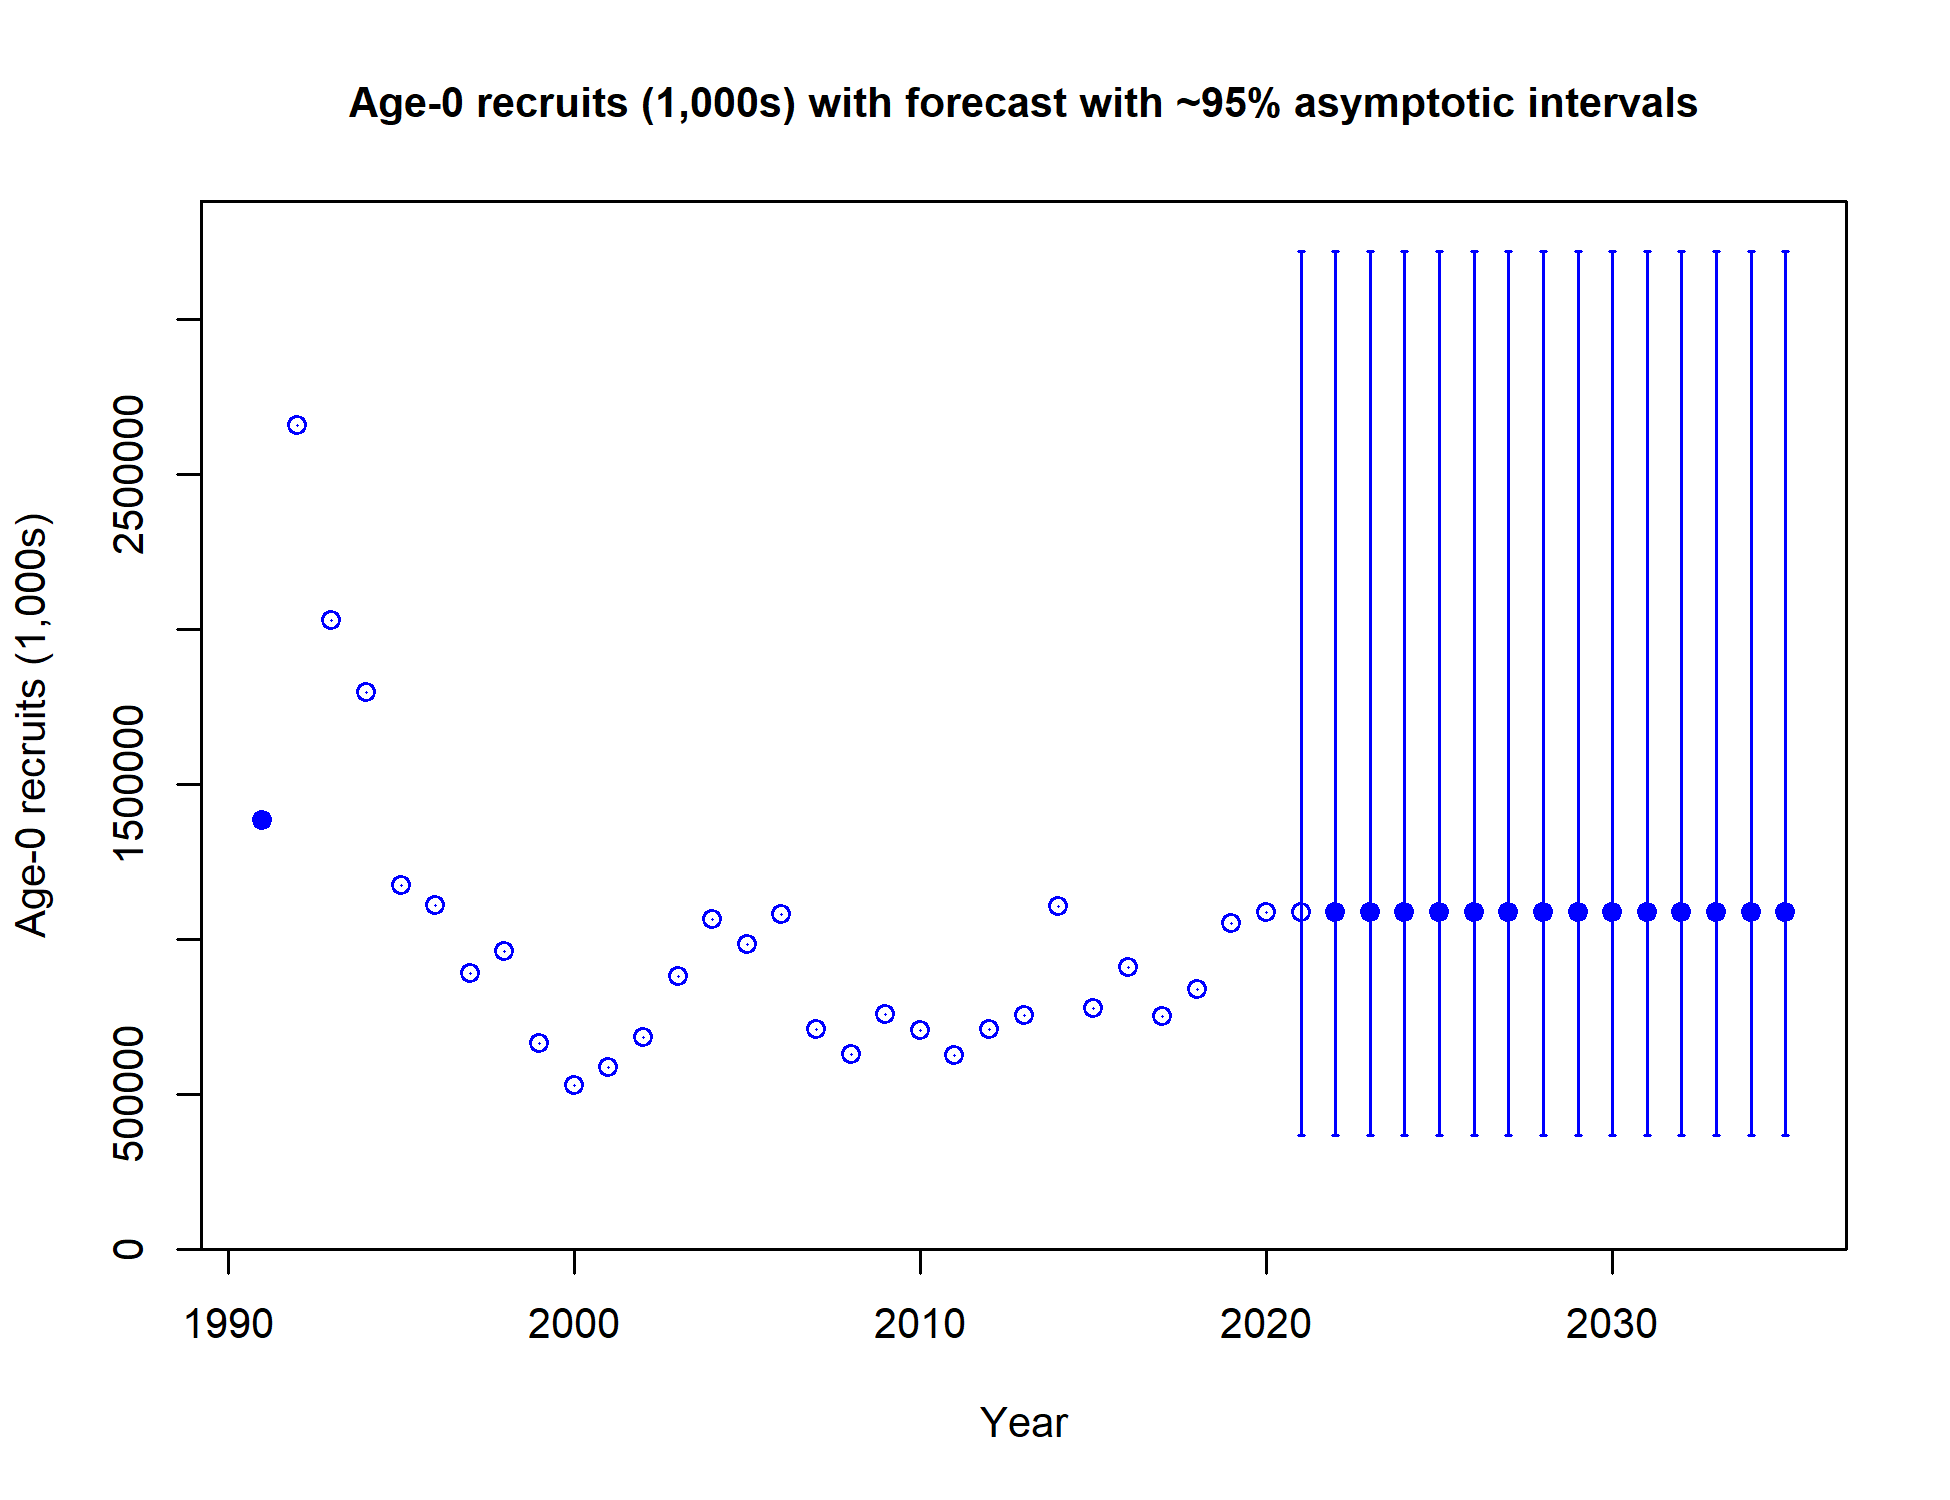 Age-0 recruits (1,000s) with forecast with ~95% asymptotic intervals
Age-0 recruits (1,000s)
2500000
1500000
500000
0
1990 2000 2010 2020 2030
Year